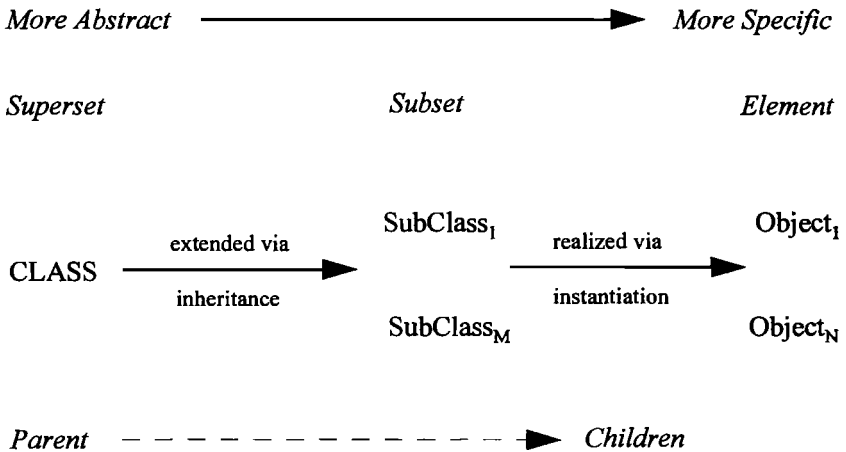 More Abstract More Specific
Superset Subset Element
SubClass₁ Object₁
extended via realized via
CLASS
inheritance instantiation
SubClassM ObjectN
Parent Children